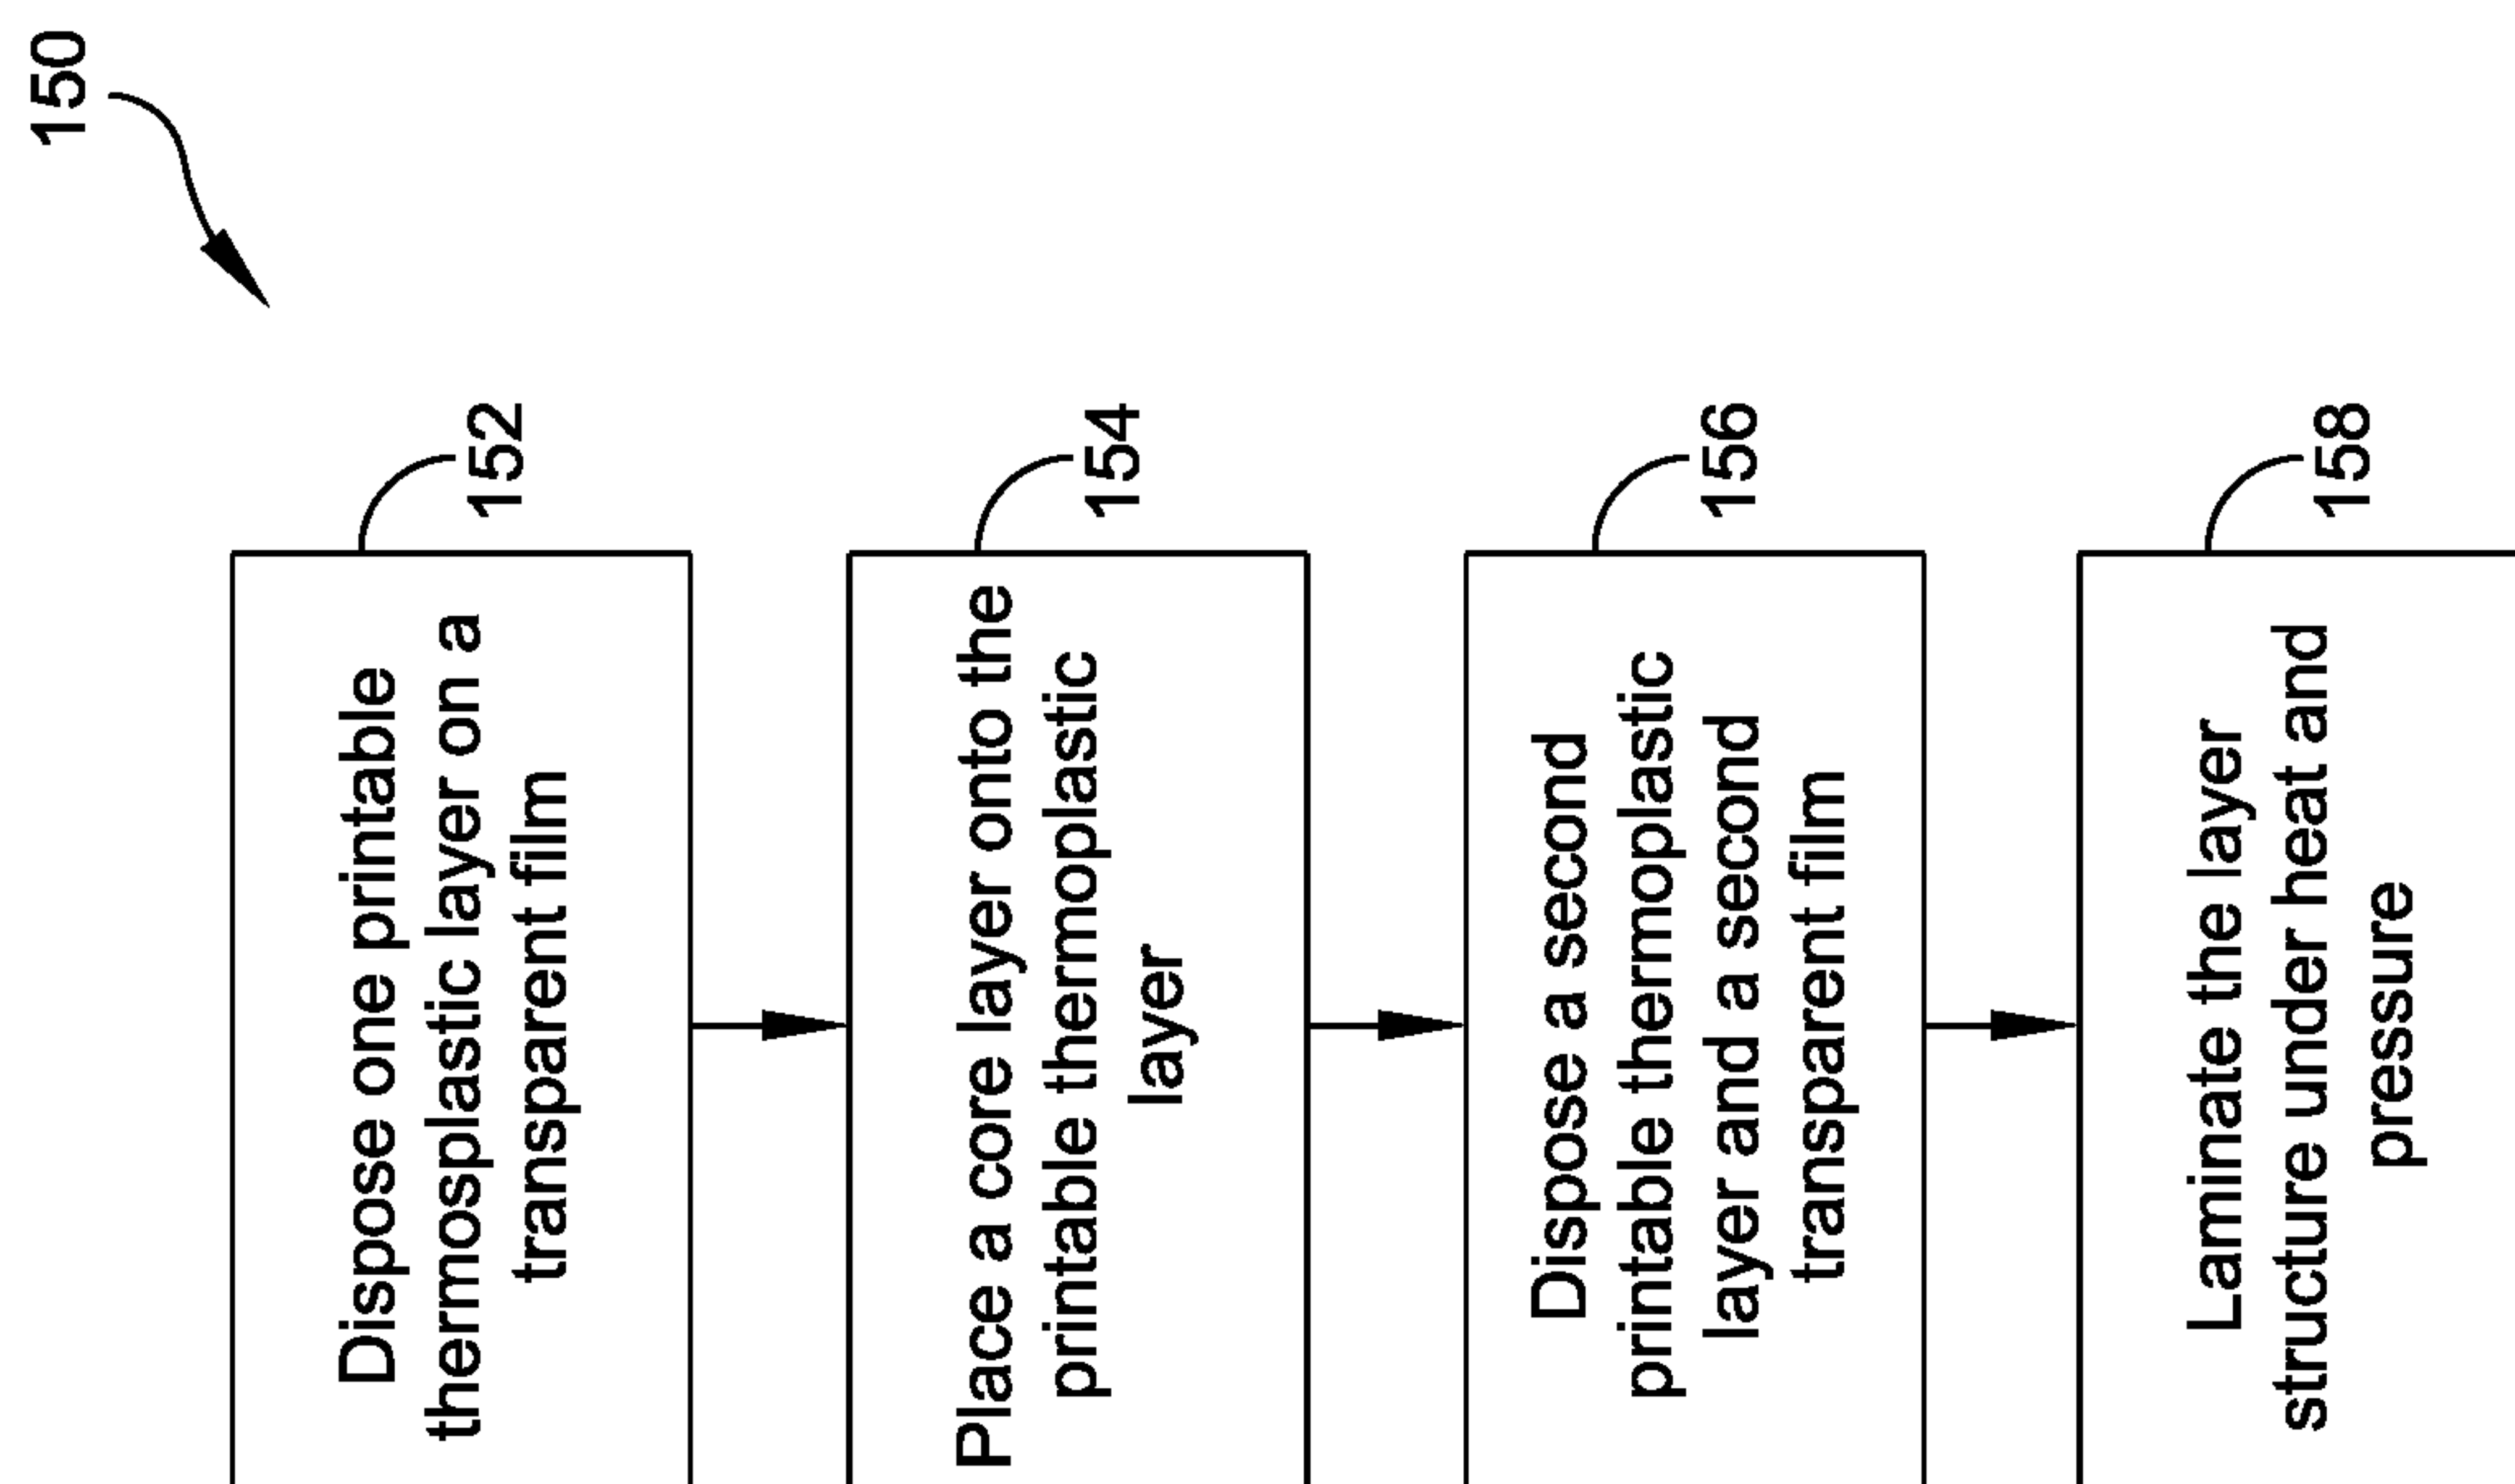 150
152
Dispose one printable
thermosplastic layer on a
transparent film
154
Place a core layer onto the
printable thermoplastic
layer
156
Dispose a second
printable thermoplastic
layer and a second
transparent film
158
Laminate the layer
structure under heat and
pressure